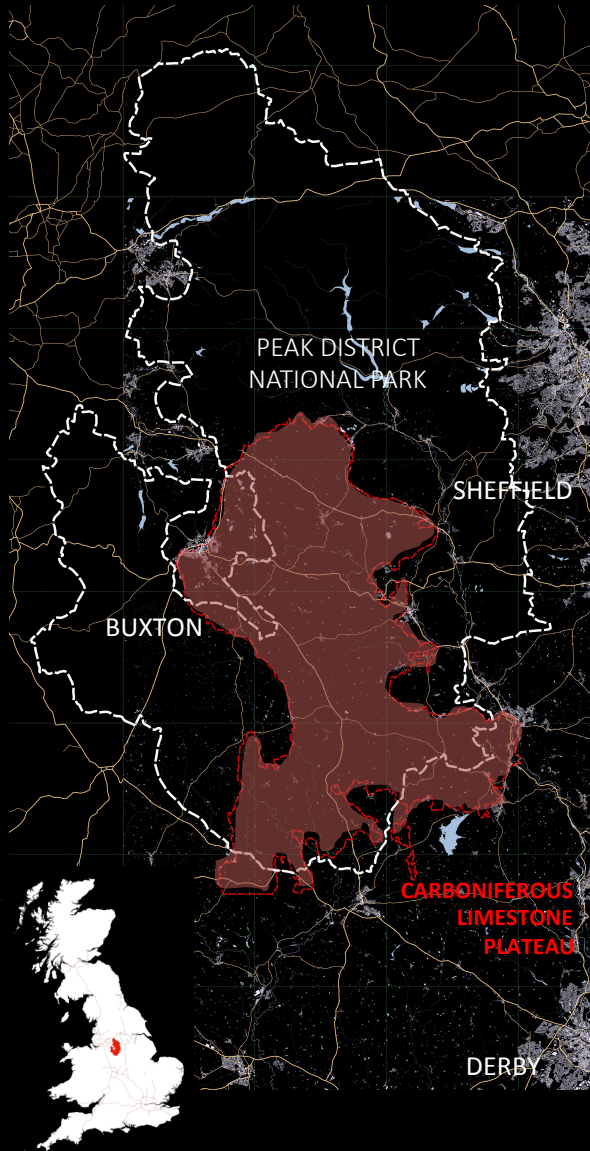 PEAK DISTRICT
NATIONAL PARK
SHEFFIELD
BUXTON
CARBONIFEROUS
LIMESTONE
PLATEAU
DERBY